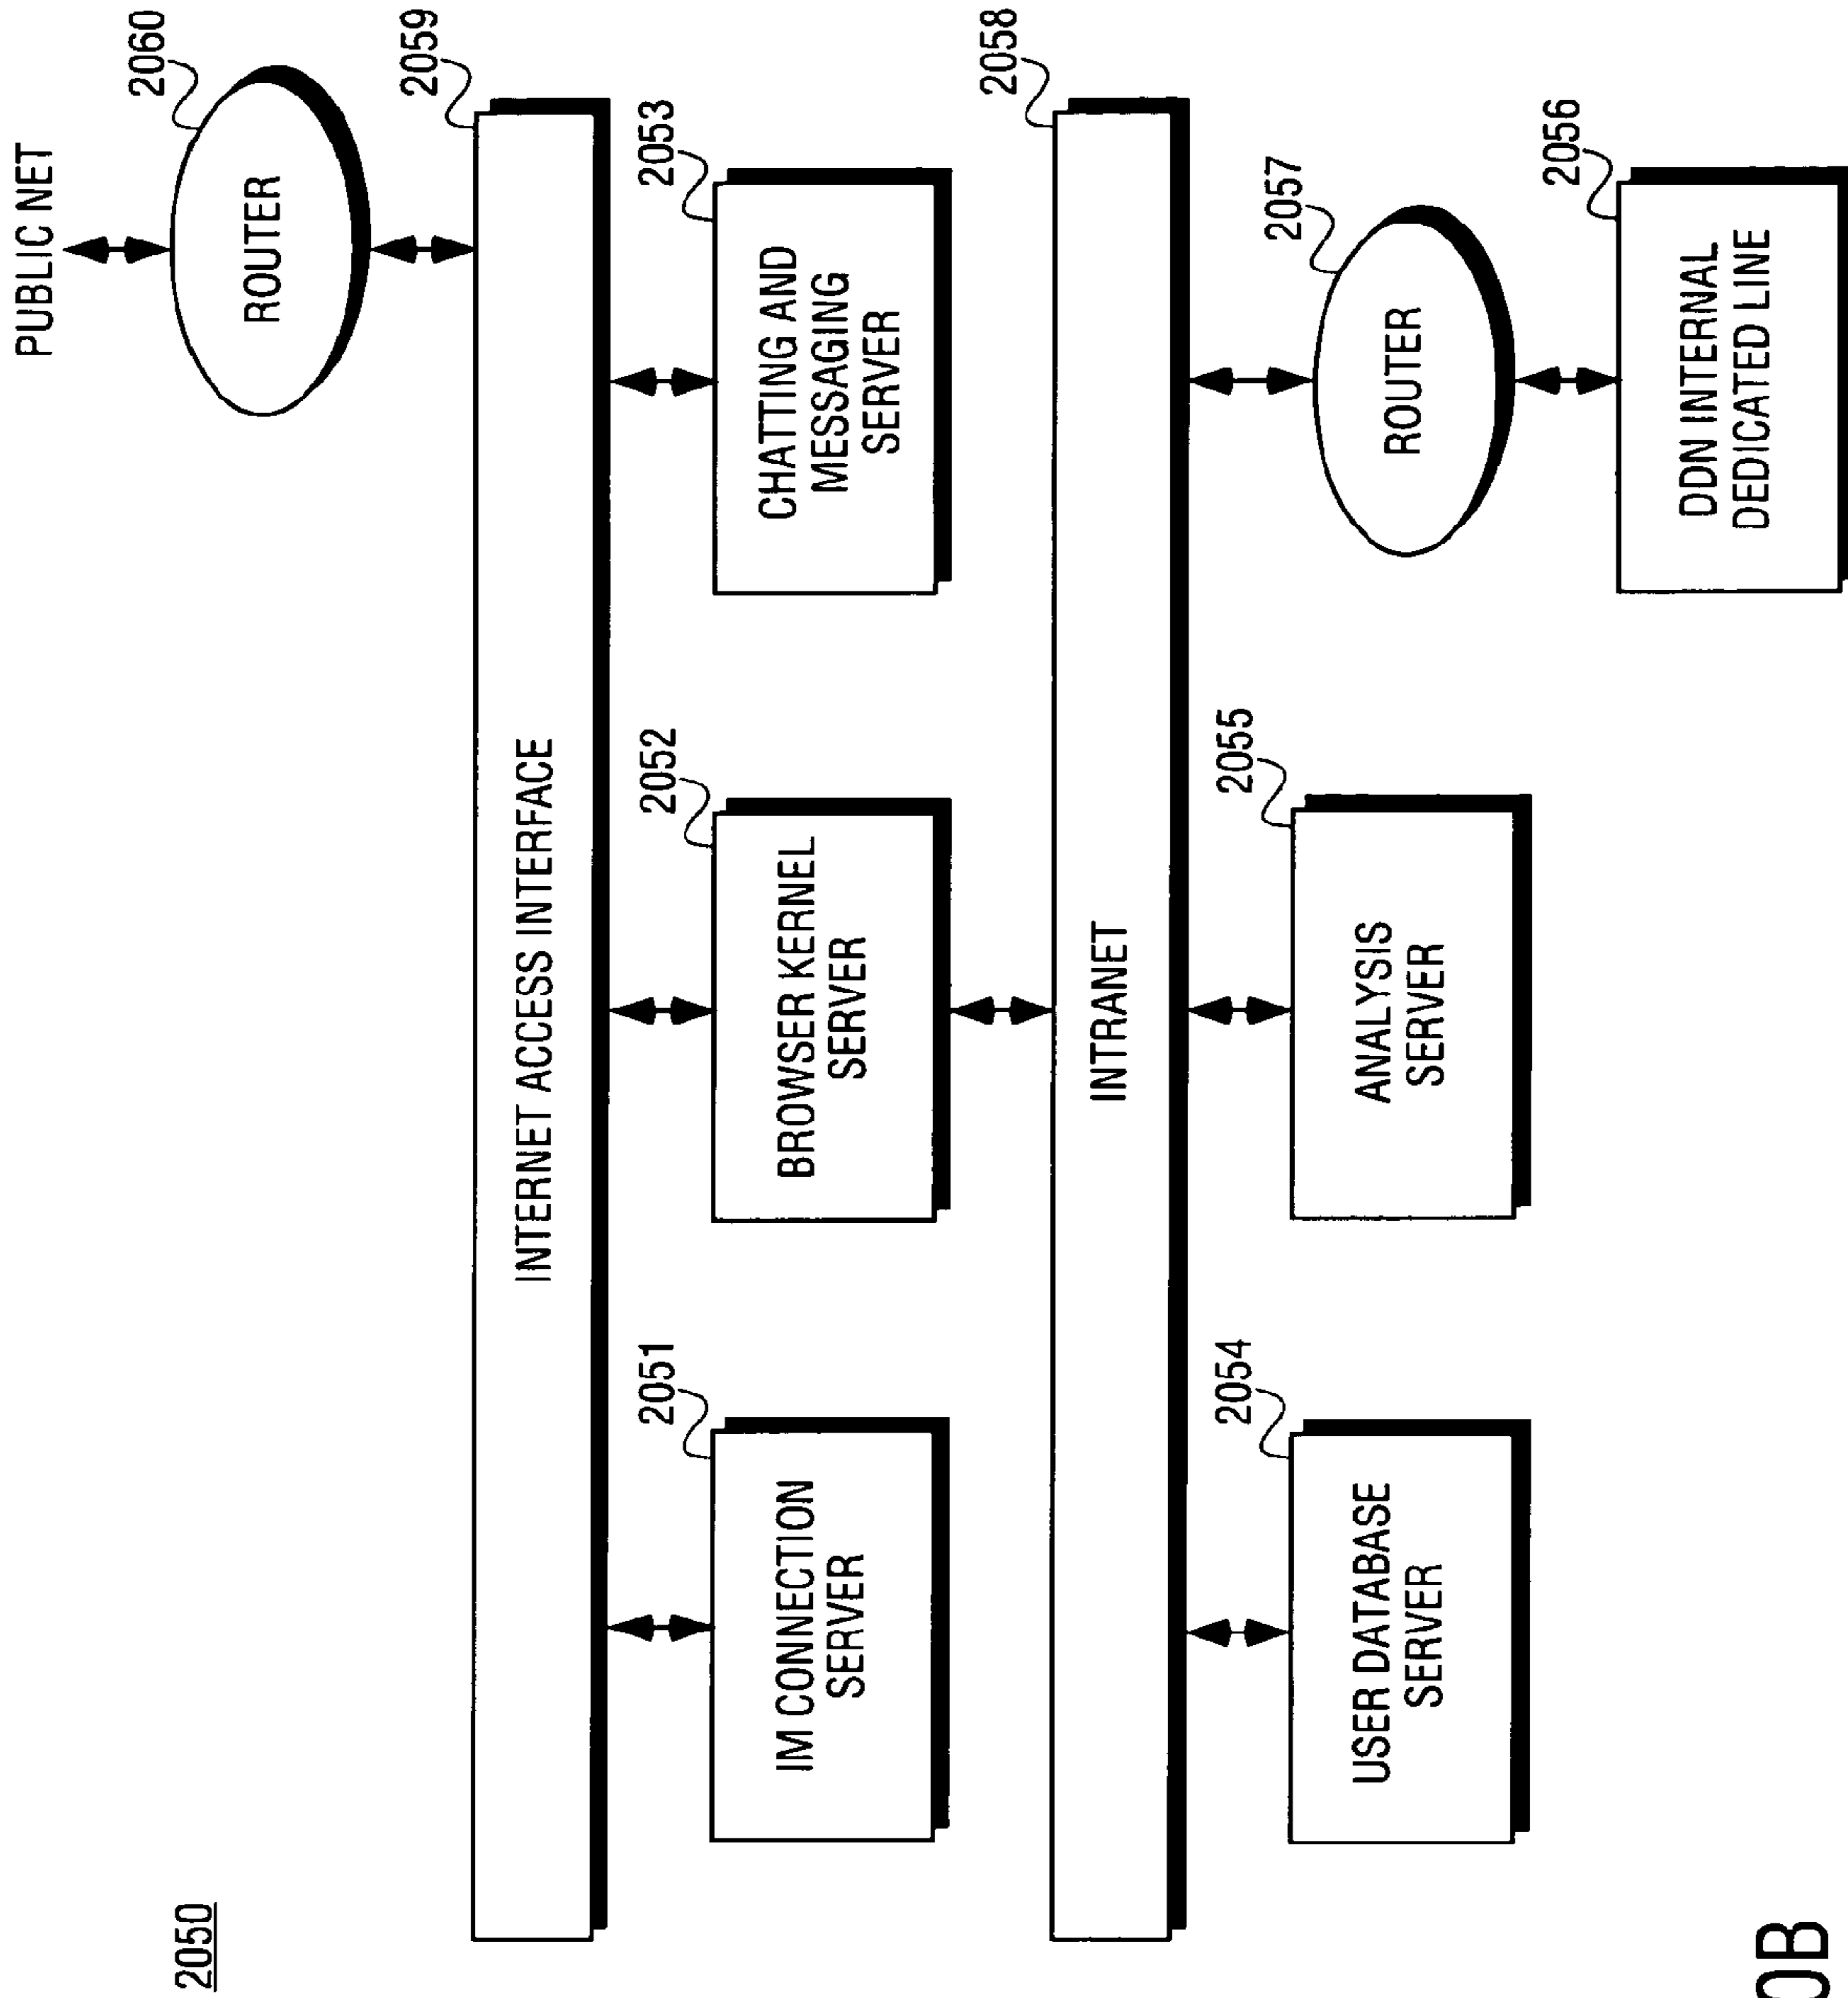 2050
PUBLIC NET
2060
ROUTER
2059
INTERNET ACCESS INTERFACE
2051
IM CONNECTION
SERVER
2052
BROWSER KERNEL
SERVER
2053
CHATTING AND
MESSAGING
SERVER
2058
INTRANET
2054
USER DATABASE
SERVER
2055
ANALYSIS
SERVER
2057
ROUTER
2056
DDN INTERNAL
DEDICATED LINE
0B